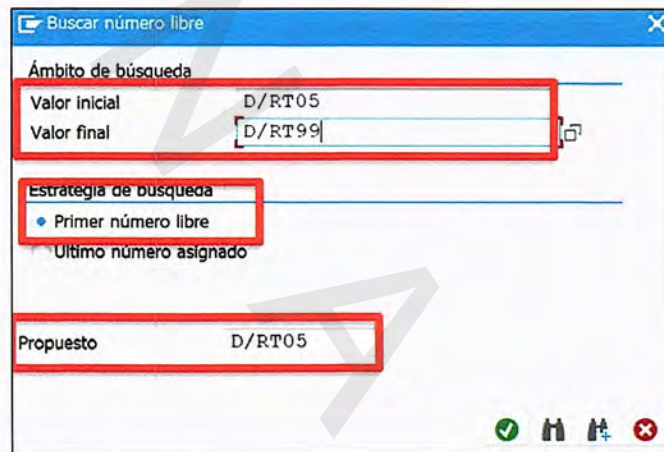 Buscar número libre
Ámbito de búsqueda
Valor inicial D/RT05
Valor final D/RT99
Estrategia de búsqueda
Primer número libre
Último número asignado
Propuesto D/RT05